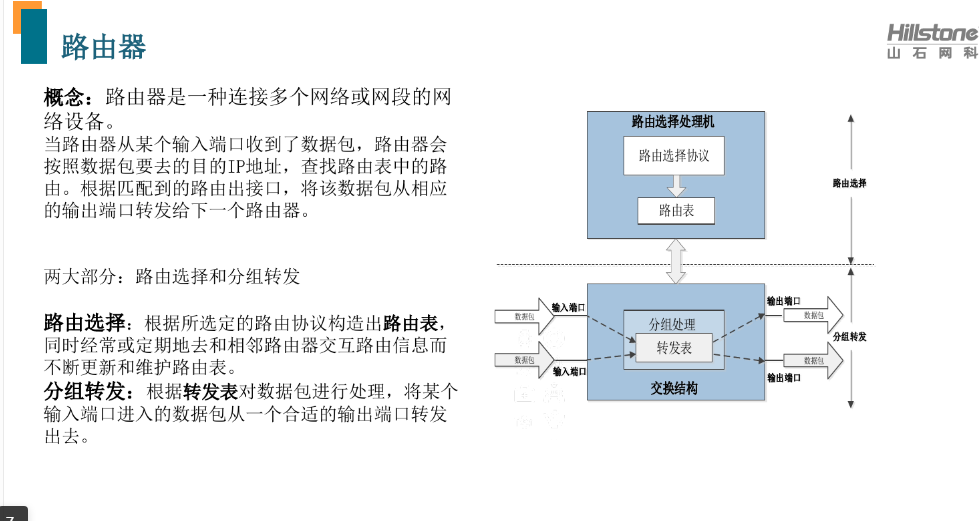 路由器
Hillstone
山石网科
概念：路由器是一种连接多个网络或网段的网
络设备。
当路由器从某个输入端口收到了数据包，路由器会
按照数据包要去的目的IP地址，查找路由表中的路
由。根据匹配到的路由出接口，将该数据包从相应
的输出端口转发给下一个路由器。
两大部分：路由选择和分组转发
路由选择：根据所选定的路由协议构造出路由表，
同时经常或定期地去和相邻路由器交互路由信息而
不断更新和维护路由表。
分组转发：根据转发表对数据包进行处理，将某个
输入端口进入的数据包从一个合适的输出端口转发
出去。
路由选择处理机
路由选择协议
路由表
路由选择
数据包
输入端口
数据包
输入端口
分组处理
转发表
交换结构
输出端口
数据包
数据包
输出端口
分组转发